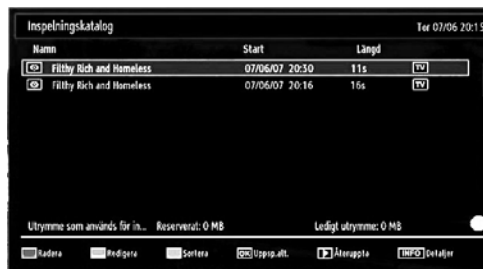 Inspelningskatalog Tor 07/06 20:15
Namn Start Längd
Filthy Rich and Homeless 07/06/07 20:30 11s TV
Filthy Rich and Homeless 07/06/07 20:16 16s TV
Utrymme som används för in... Reserverat: 0 MB Ledigt utrymme: 0 MB
Radera Redigera Sortera OK Uppsp.alt. Återuppta INFO Detaljer